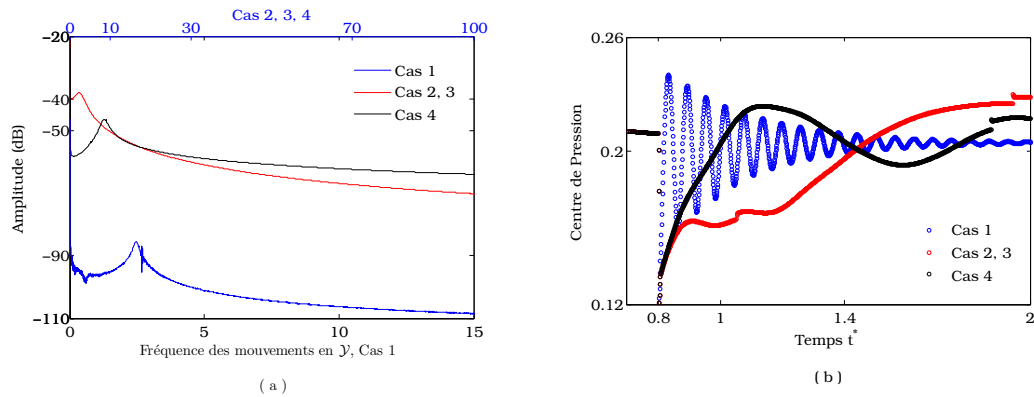 Cas 2, 3, 4
0 10 33 70 100
-20
-40
-50
-90
-110
Amplitude (dB)
Cas 1
Cas 2, 3
Cas 4
0 5 10 15
Fréquence des mouvements en 𝒴, Cas 1
( a )
0.26
0.2
0.12
Centre de Pression
Cas 1
Cas 2, 3
Cas 4
0.8 1 1.4 2
Temps t*
( b )